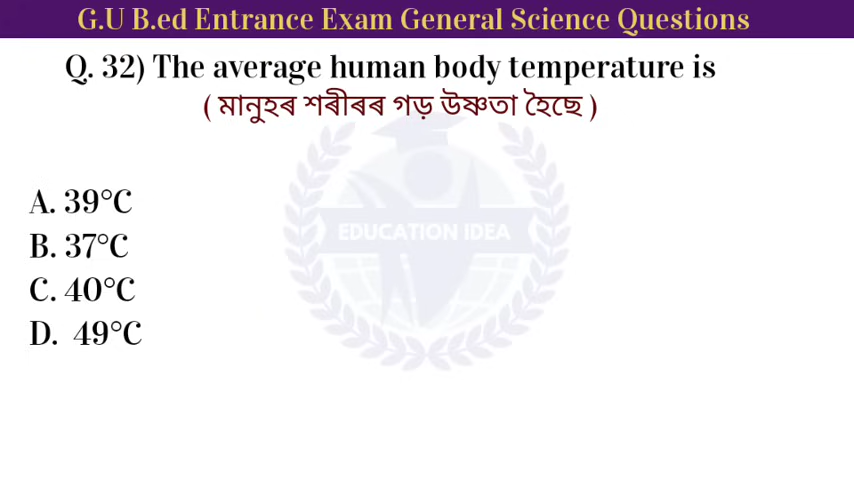 G.U B.ed Entrance Exam General Science Questions
Q. 32) The average human body temperature is
( মানুহৰ শৰীৰৰ গড় উষ্ণতা হৈছে )
A. 39°C
EDUCATION IDEA
B. 37°C
C. 40°C
D. 49°C